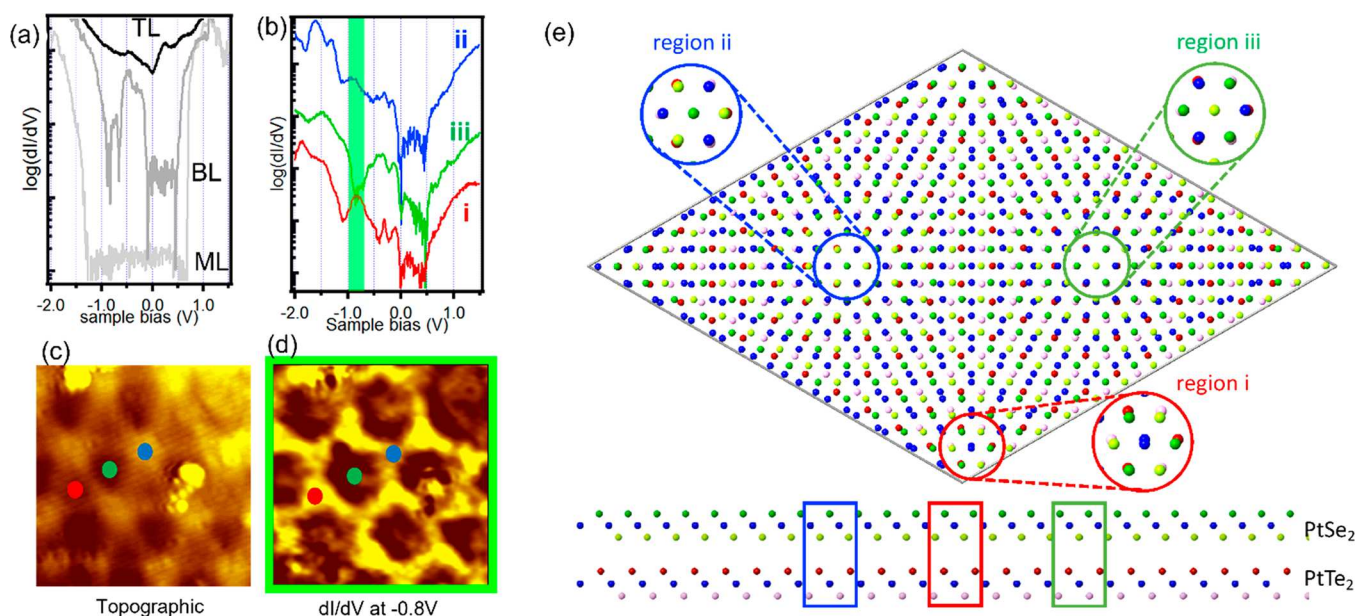 (a)
TL
BL
ML
log(dI/dV)
-2.0 -1.0 0.0 1.0
sample bias (V)
(b)
ii
iii
i
log(dI/dV)
-2.0 -1.0 0.0 1.0
Sample bias (V)
(c)
Topographic
(d)
dI/dV at -0.8V
(e)
region ii
region iii
region i
PtSe₂
PtTe₂